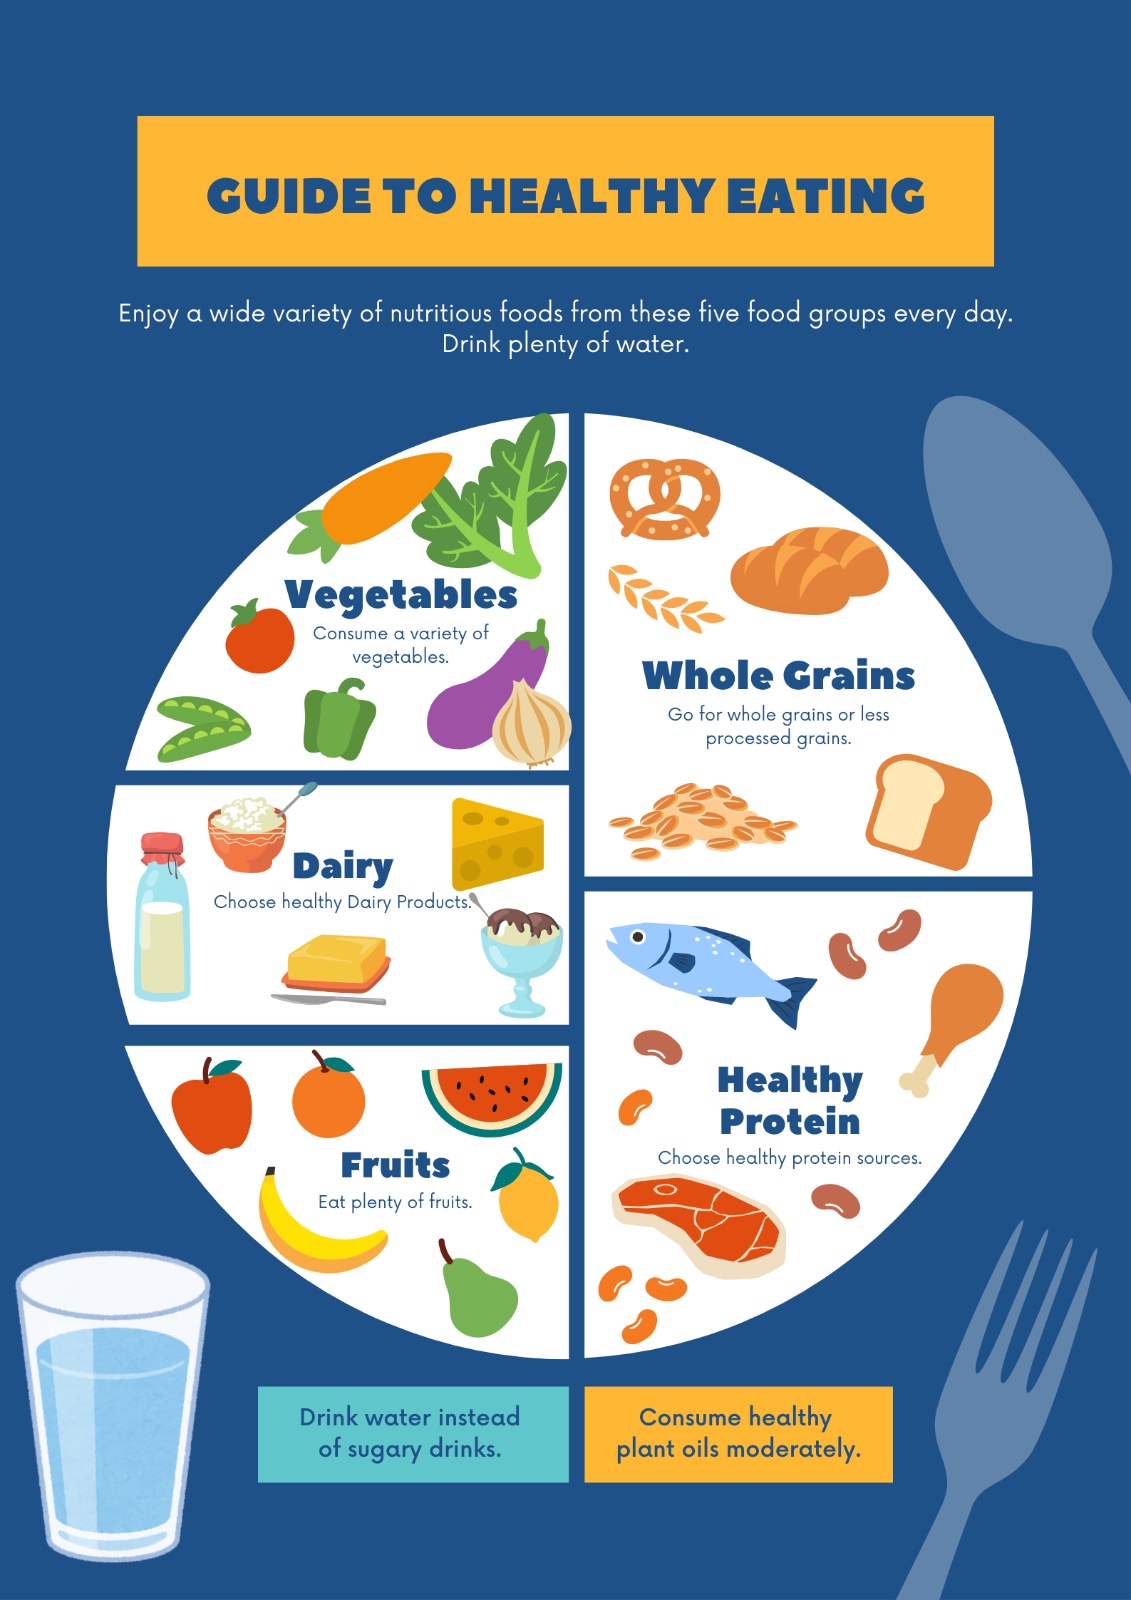 GUIDE TO HEALTHY EATING
Enjoy a wide variety of nutritious foods from these five food groups every day.
Drink plenty of water.
Vegetables
Consume a variety of
vegetables.
Whole Grains
Go for whole grains or less
processed grains.
Dairy
Choose healthy Dairy Products.
Healthy
Protein
Choose healthy protein sources.
Fruits
Eat plenty of fruits.
Drink water instead
of sugary drinks.
Consume healthy
plant oils moderately.